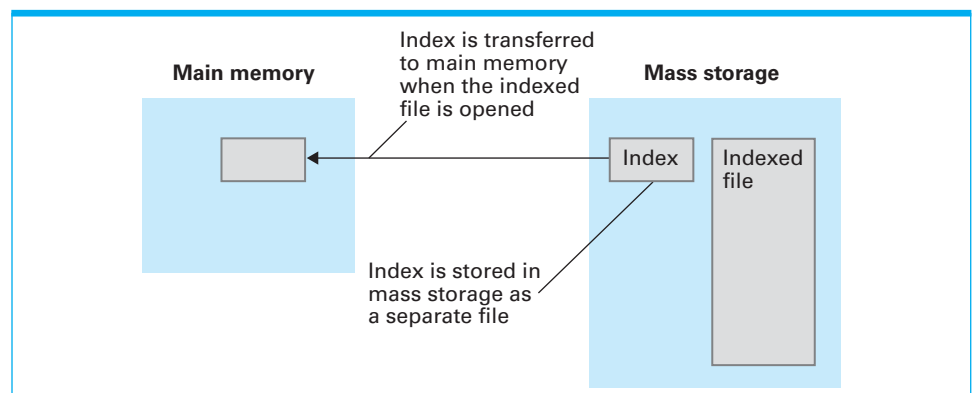 Index is transferred
to main memory
when the indexed
file is opened
Main memory
Mass storage
Index
Indexed
file
Index is stored in
mass storage as
a separate file